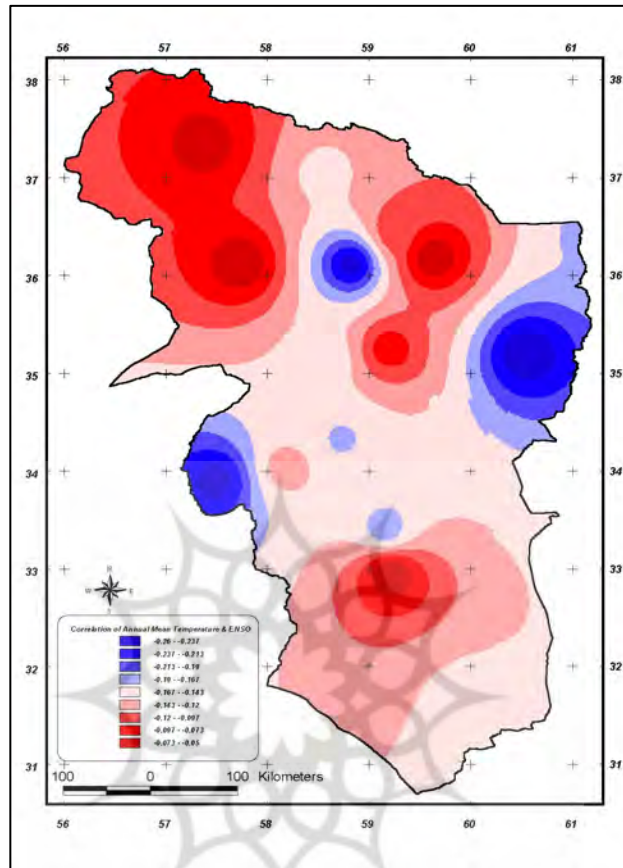 56 57 58 59 60 61
38 38
37 37
36 36
35 35
34 34
33 33
N
W E
S
32 32
Correlation of Annual Mean Temperature & ENSO
-0.26 - -0.237
-0.237 - -0.213
-0.213 - -0.19
-0.19 - -0.167
-0.167 - -0.143
-0.143 - -0.12
-0.12 - -0.097
-0.097 - -0.073
-0.073 - -0.05
31 31
100 0 100 Kilometers
56 57 58 59 60 61